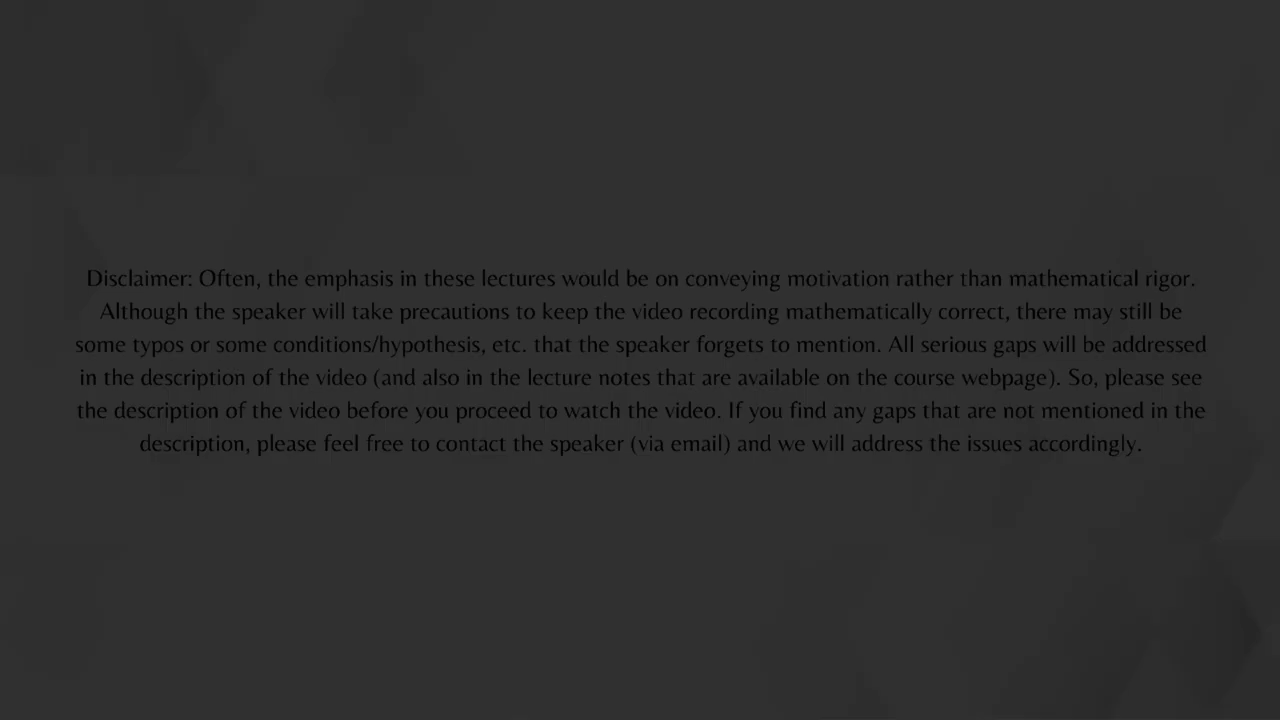 Disclaimer: Often, the emphasis in these lectures would be on conveying motivation rather than mathematical rigor.
Although the speaker will take precautions to keep the video recording mathematically correct, there may still be
some typos or some conditions/hypothesis, etc. that the speaker forgets to mention. All serious gaps will be addressed
in the description of the video (and also in the lecture notes that are available on the course webpage). So, please see
the description of the video before you proceed to watch the video. If you find any gaps that are not mentioned in the
description, please feel free to contact the speaker (via email) and we will address the issues accordingly.